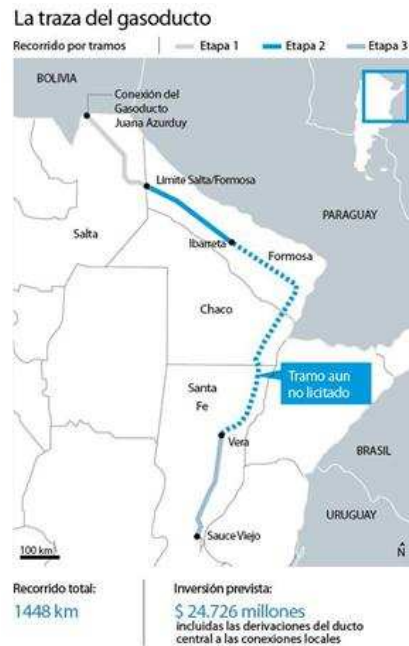 La traza del gasoducto
Recorrido por tramos
Etapa 1
Etapa 2
Etapa 3
BOLIVIA
Conexión del
Gasoducto
Juana Azurduy
Límite Salta/Formosa
PARAGUAY
Salta
Ibarreta
Formosa
Chaco
Tramo aun
no licitado
Santa
Fe
Vera
BRASIL
URUGUAY
Sauce Viejo
100 km
N
Recorrido total:
1448 km
Inversión prevista:
$ 24.726 millones
incluidas las derivaciones del ducto
central a las conexiones locales